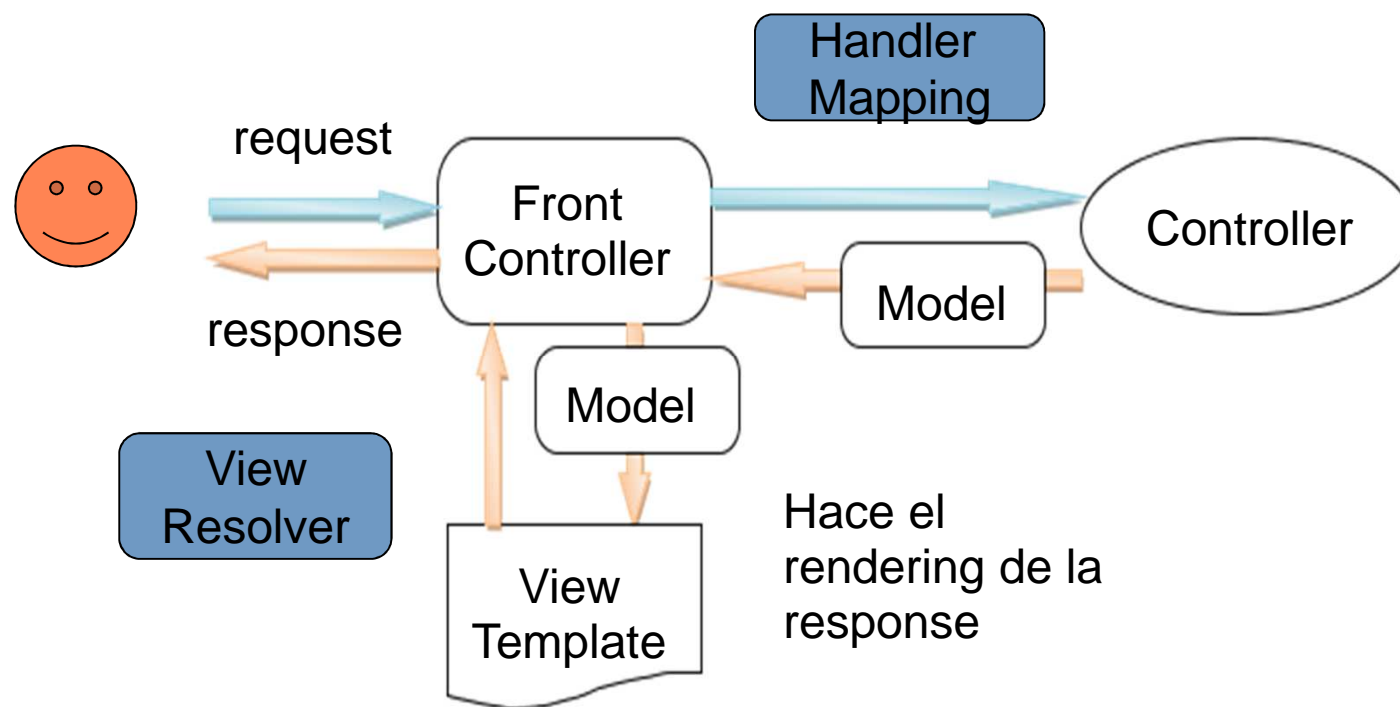 Handler
Mapping
request
Front
Controller
Controller
Model
response
Model
View
Resolver
Hace el
rendering de la
response
View
Template